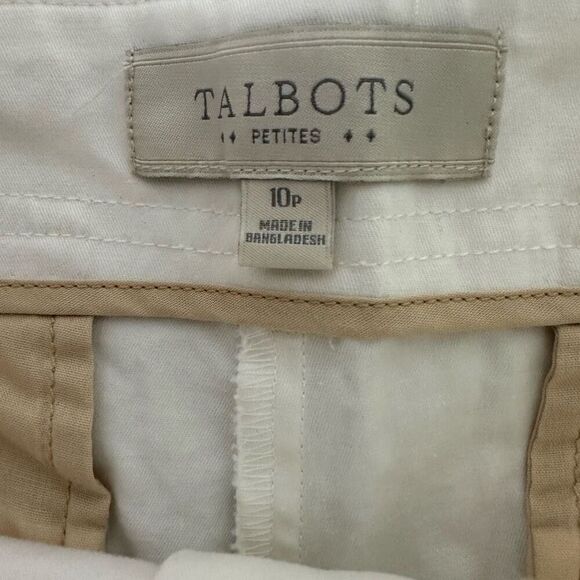 TALBOTS
PETITES
10P
MADE IN
BANGLADESH